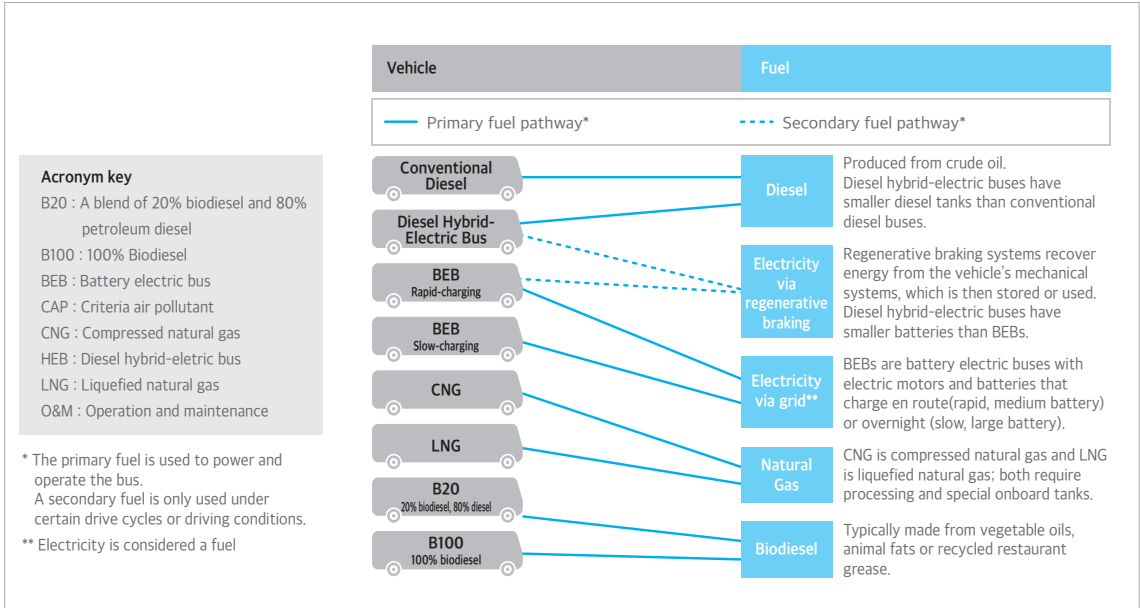 Vehicle
Fuel
Primary fuel pathway*
Secondary fuel pathway*
Acronym key
B20 : A blend of 20% biodiesel and 80%
petroleum diesel
B100 : 100% Biodiesel
BEB : Battery electric bus
CAP : Criteria air pollutant
CNG : Compressed natural gas
HEB : Diesel hybrid-eletric bus
LNG : Liquefied natural gas
O&M : Operation and maintenance
* The primary fuel is used to power and
operate the bus.
A secondary fuel is only used under
certain drive cycles or driving conditions.
** Electricity is considered a fuel
Conventional
Diesel
Diesel Hybrid-
Electric Bus
BEB
Rapid-charging
BEB
Slow-charging
CNG
LNG
B20
20% biodiesel, 80% diesel
B100
100% biodiesel
Diesel
Produced from crude oil.
Diesel hybrid-electric buses have
smaller diesel tanks than conventional
diesel buses.
Electricity
via
regenerative
braking
Regenerative braking systems recover
energy from the vehicle's mechanical
systems, which is then stored or used.
Diesel hybrid-electric buses have
smaller batteries than BEBs.
Electricity
via grid**
BEBs are battery electric buses with
electric motors and batteries that
charge en route(rapid, medium battery)
or overnight (slow, large battery).
Natural
Gas
CNG is compressed natural gas and LNG
is liquefied natural gas; both require
processing and special onboard tanks.
Biodiesel
Typically made from vegetable oils,
animal fats or recycled restaurant
grease.